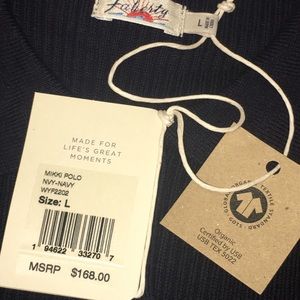 Faherty
L
MADE FOR
LIFE'S GREAT
MOMENTS
MIKKI POLO
NVY-NAVY
WYF2202
Size: L
1 94622 33270 7
MSRP $168.00
Organic
Certified by USB
USB TEX 5022